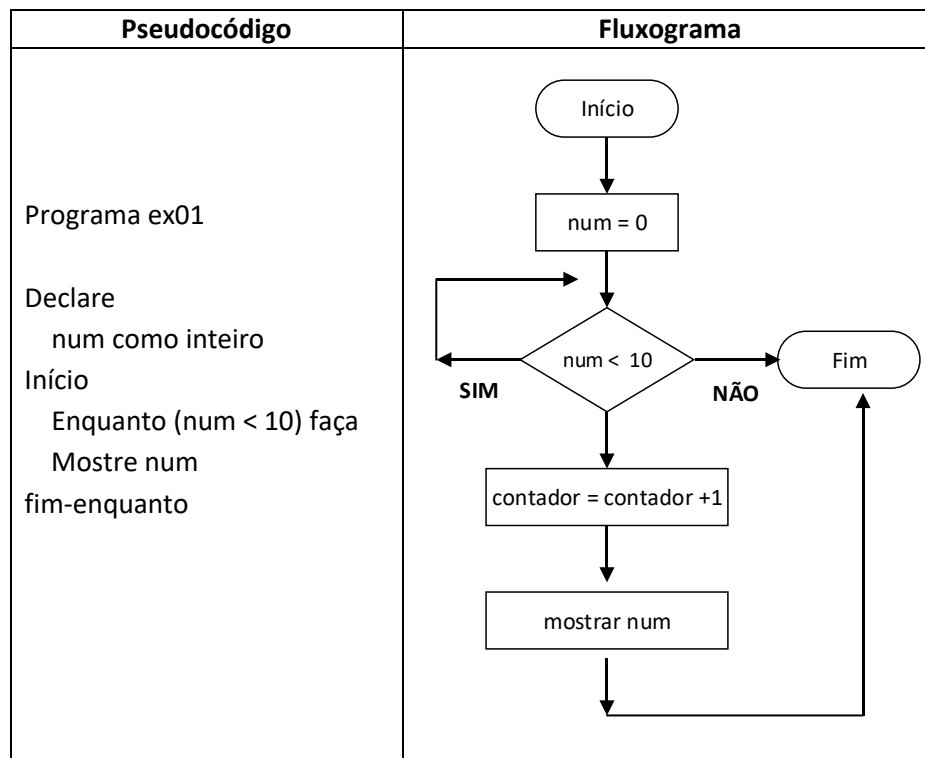 Pseudocódigo
Fluxograma
Programa ex01
Declare
num como inteiro
Início
Enquanto (num < 10) faça
Mostre num
fim-enquanto
Início
num = 0
num < 10
SIM
NÃO
Fim
contador = contador +1
mostrar num